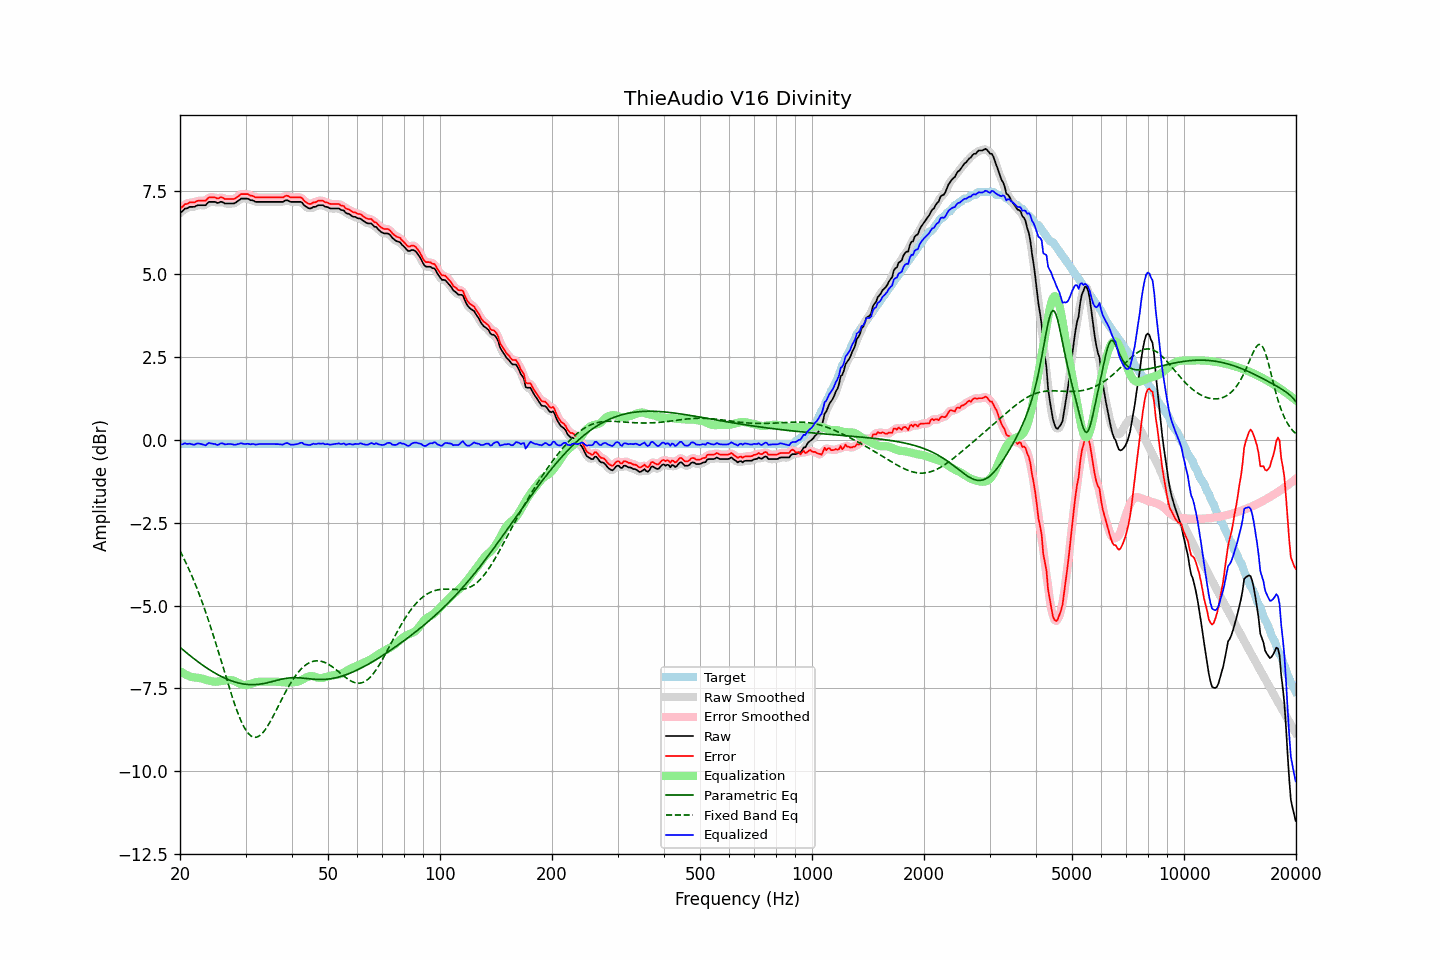 ThieAudio V16 Divinity
Amplitude (dBr)
7.5
5.0
2.5
0.0
−2.5
−5.0
−7.5
−10.0
−12.5
Target
Raw Smoothed
Error Smoothed
Raw
Error
Equalization
Parametric Eq
Fixed Band Eq
Equalized
20 50 100 200 500 1000 2000 5000 10000 20000
Frequency (Hz)